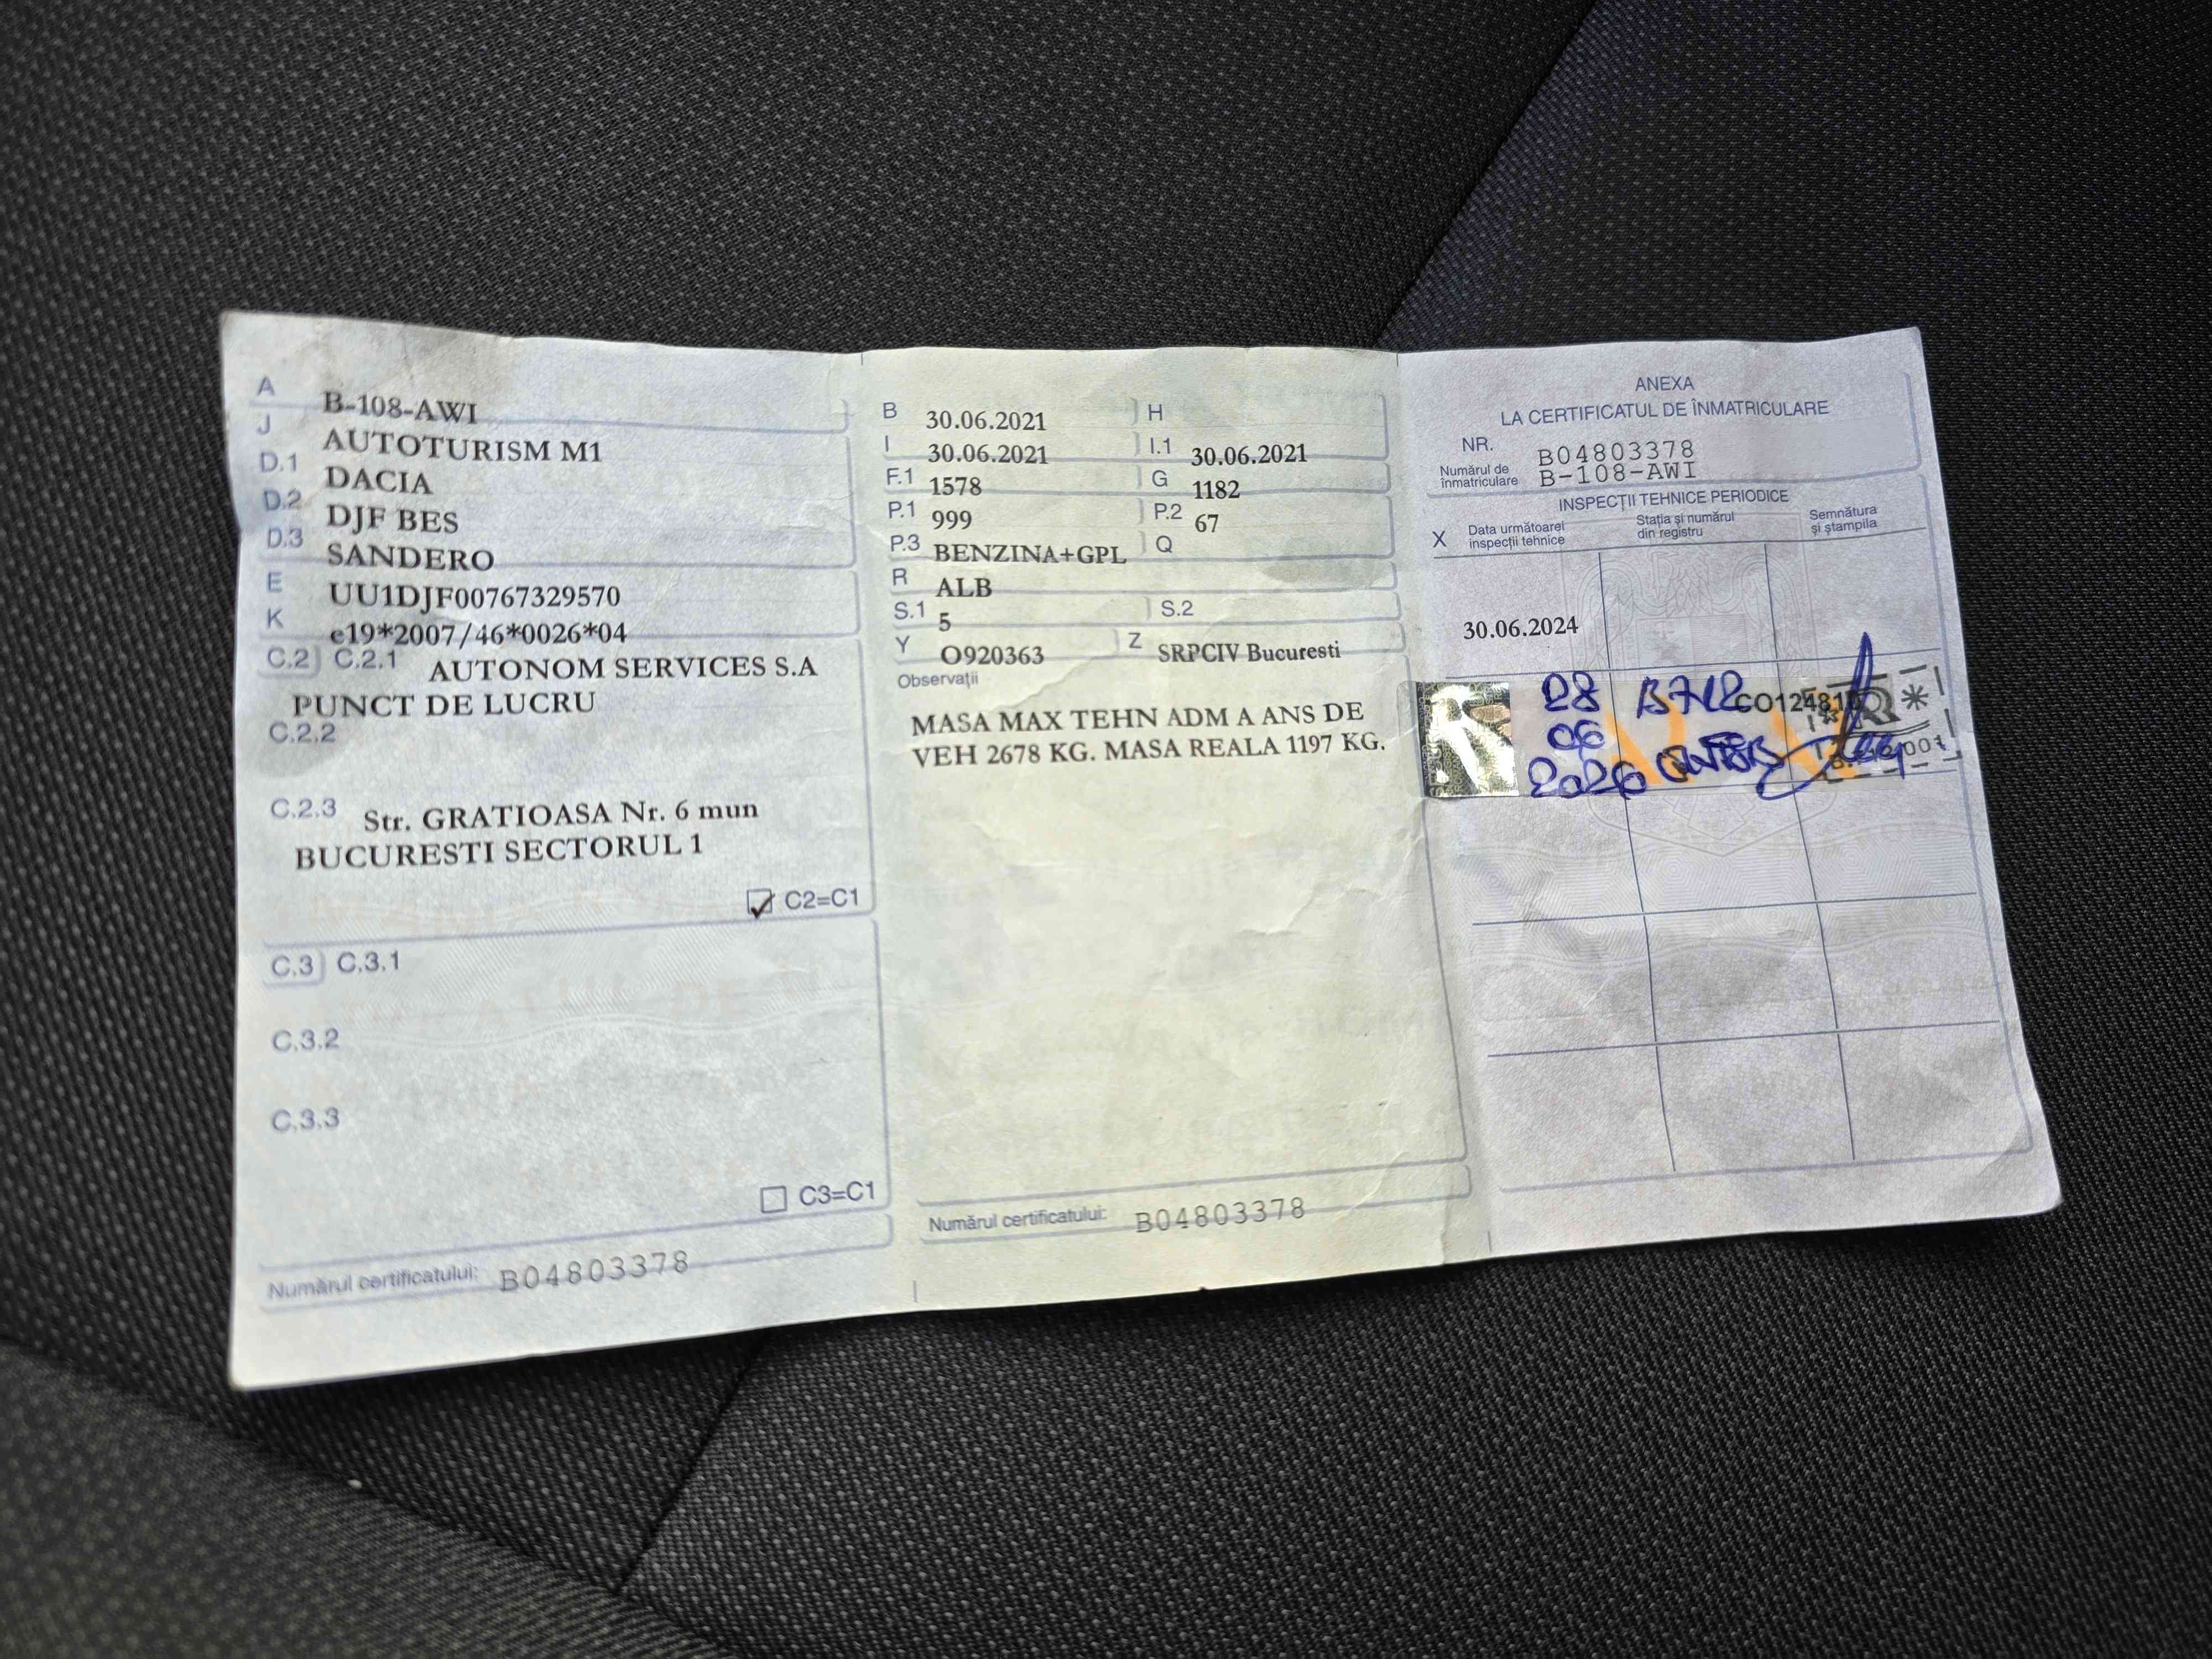 A B-108-AWI
J AUTOTURISM M1
D.1 DACIA
D.2 DJF BES
D.3 SANDERO
E UU1DJF00767329570
K e19*2007/46*0026*04
C.2 C.2.1 AUTONOM SERVICES S.A
PUNCT DE LUCRU
C.2.2
C.2.3 Str. GRATIOASA Nr. 6 mun
BUCURESTI SECTORUL 1
C2=C1
C.3 C.3.1
C.3.2
C.3.3
C3=C1
Numărul certificatului: B04803378
B 30.06.2021 H
I 30.06.2021 I.1 30.06.2021
F.1 1578 G 1182
P.1 999 P.2 67
P.3 BENZINA+GPL Q
R ALB
S.1 5 S.2
Y O920363 Z SRPCIV Bucuresti
Observații
MASA MAX TEHN ADM A ANS DE
VEH 2678 KG. MASA REALA 1197 KG.
Numărul certificatului: B04803378
ANEXA
LA CERTIFICATUL DE ÎNMATRICULARE
NR. B04803378
Numărul de
înmatriculare B-108-AWI
INSPECȚII TEHNICE PERIODICE
X Data următoarei
inspecții tehnice
Stația și numărul
din registru
Semnătura
și ștampila
30.06.2024
28
06
2026